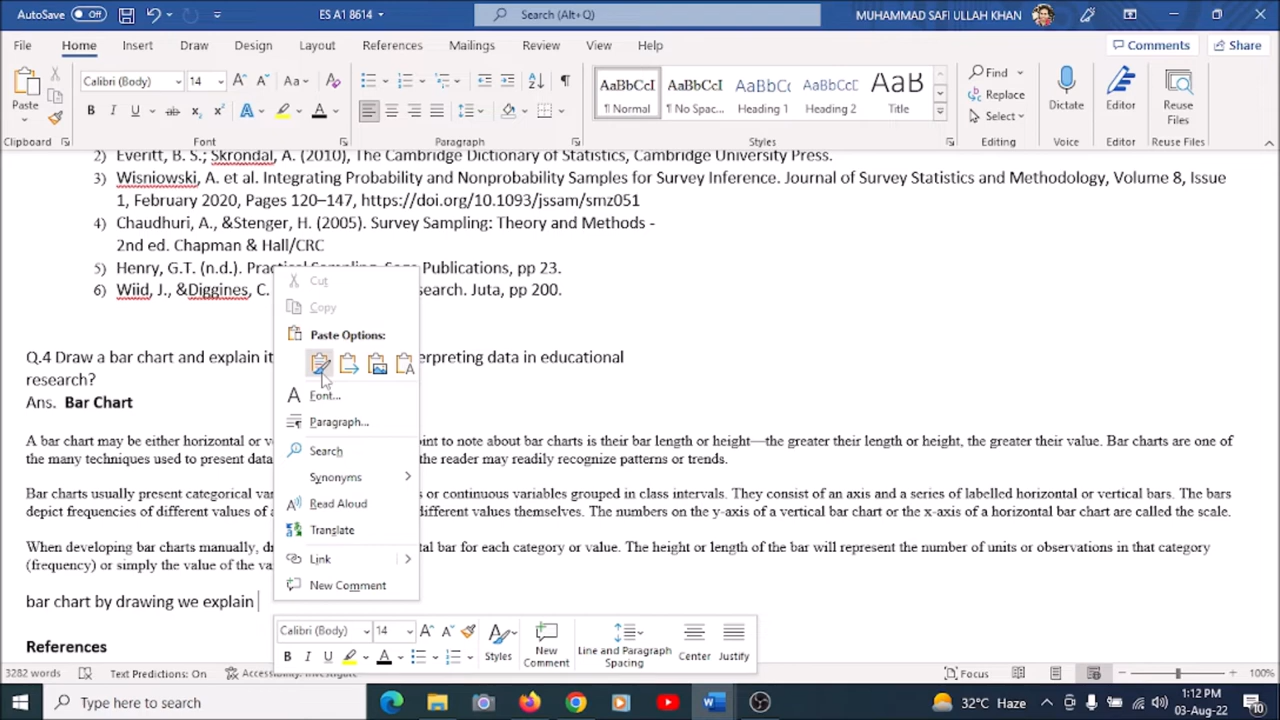 AutoSave Off ES A1 8614 Search (Alt+Q) MUHAMMAD SAFI ULLAH KHAN
File Home Insert Draw Design Layout References Mailings Review View Help Comments Share
Calibri (Body) 14 Aa AaBbCcI AaBbCcI AaBbCc AaBbCcI AaB Find
Paste B I U ab x₂ x² A A ¶ Normal ¶ No Spac... Heading 1 Heading 2 Title Replace Dictate Editor Reuse Files
Select
Clipboard Font Paragraph Styles Editing Voice Editor Reuse Files
2) Everitt, B. S.; Skrondal, A. (2010), The Cambridge Dictionary of Statistics, Cambridge University Press.
3) Wisniowski, A. et al. Integrating Probability and Nonprobability Samples for Survey Inference. Journal of Survey Statistics and Methodology, Volume 8, Issue
1, February 2020, Pages 120–147, https://doi.org/10.1093/jssam/smz051
4) Chaudhuri, A., &Stenger, H. (2005). Survey Sampling: Theory and Methods -
2nd ed. Chapman & Hall/CRC
5) Henry, G.T. (n.d.). Publications, pp 23.
6) Wiid, J., &Diggines, C. search. Juta, pp 200.
Q.4 Draw a bar chart and explain it erpreting data in educational
research?
Ans. Bar Chart
A bar chart may be either horizontal or int to note about bar charts is their bar length or height—the greater their length or height, the greater their value. Bar charts are one of
the many techniques used to present data the reader may readily recognize patterns or trends.
Bar charts usually present categorical or continuous variables grouped in class intervals. They consist of an axis and a series of labelled horizontal or vertical bars. The bars
depict frequencies of different values of different values themselves. The numbers on the y-axis of a vertical bar chart or the x-axis of a horizontal bar chart are called the scale.
When developing bar charts manually, tal bar for each category or value. The height or length of the bar will represent the number of units or observations in that category
(frequency) or simply the value of the
bar chart by drawing we explain
References
Cut
Copy
Paste Options:
Font...
Paragraph...
Search
Synonyms
Read Aloud
Translate
Link
New Comment
Calibri (Body) 14 Styles New Comment Line and Paragraph Spacing Center Justify
B I U A
3282 words Text Predictions: On Accessibility: Investigate Focus 100%
Type here to search 32°C Haze 1:12 PM
03-Aug-22 10